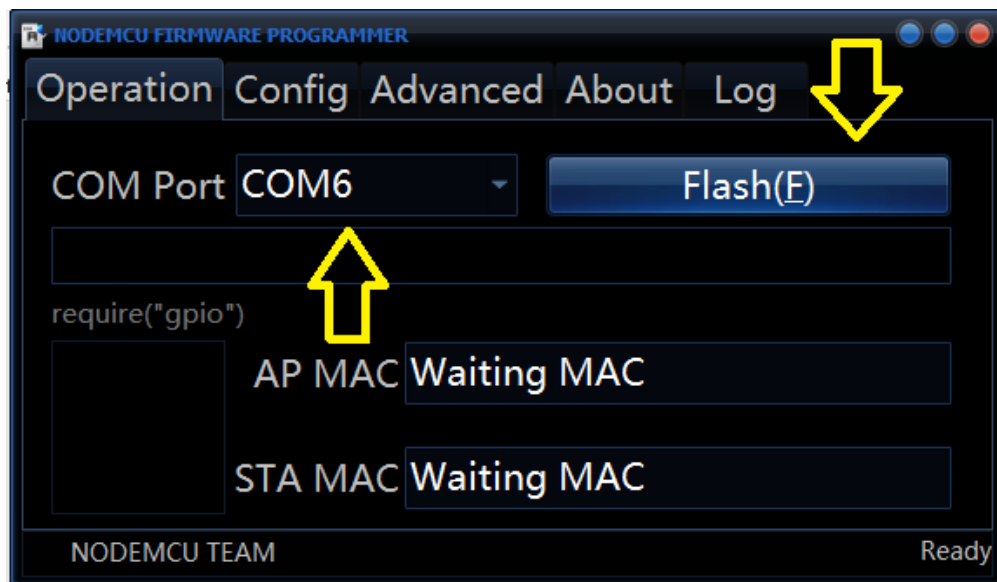 NODEMCU FIRMWARE PROGRAMMER
Operation Config Advanced About Log
COM Port COM6 Flash(F)
require("gpio")
AP MAC Waiting MAC
STA MAC Waiting MAC
NODEMCU TEAM Ready